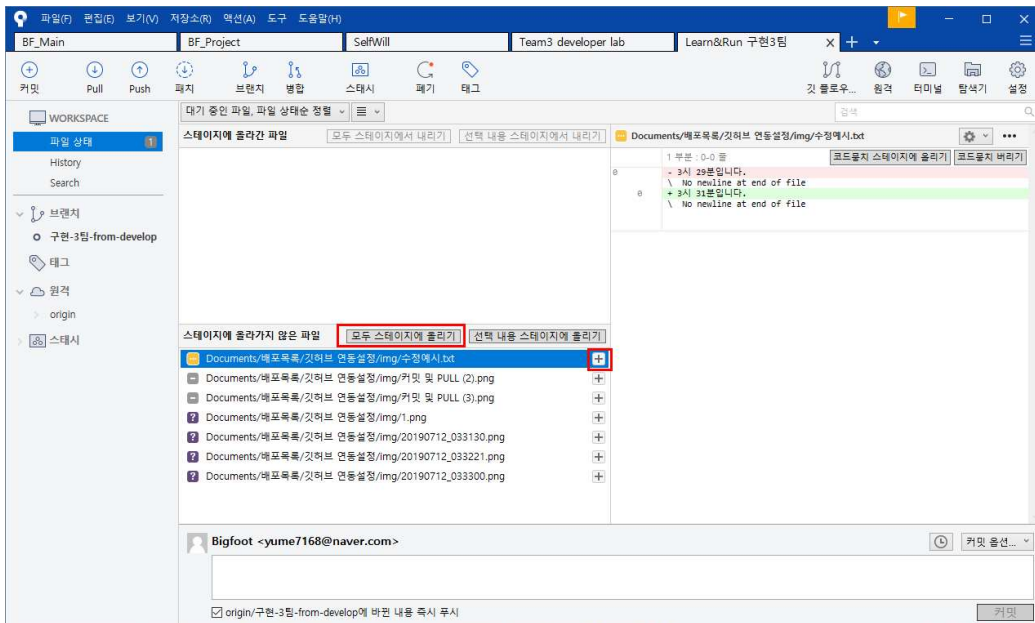 파일(F) 편집(E) 보기(V) 저장소(R) 액션(A) 도구 도움말(H)
BF_Main BF_Project SelfWill Team3 developer lab Learn&Run 구현3팀
커밋 Pull Push 패치 브랜치 병합 스태시 폐기 태그 깃 플로우... 원격 터미널 탐색기 설정
WORKSPACE
파일 상태 1
History
Search
브랜치
구현-3팀-from-develop
태그
원격
origin
스태시
대기 중인 파일, 파일 상태순 정렬
검색
스테이지에 올라간 파일 모두 스테이지에서 내리기 선택 내용 스테이지에서 내리기
스테이지에 올라가지 않은 파일 모두 스테이지에 올리기 선택 내용 스테이지에 올리기
Documents/배포목록/깃허브 연동설정/img/수정예시.txt
Documents/배포목록/깃허브 연동설정/img/커밋 및 PULL (2).png
Documents/배포목록/깃허브 연동설정/img/커밋 및 PULL (3).png
Documents/배포목록/깃허브 연동설정/img/1.png
Documents/배포목록/깃허브 연동설정/img/20190712_033130.png
Documents/배포목록/깃허브 연동설정/img/20190712_033221.png
Documents/배포목록/깃허브 연동설정/img/20190712_033300.png
Documents/배포목록/깃허브 연동설정/img/수정예시.txt
1 부분 : 0-0 줄 코드뭉치 스테이지에 올리기 코드뭉치 버리기
0 - 3시 29분입니다.
\ No newline at end of file
0 + 3시 31분입니다.
\ No newline at end of file
Bigfoot <yume7168@naver.com> 커밋 옵션...
origin/구현-3팀-from-develop에 바뀐 내용 즉시 푸시 커밋